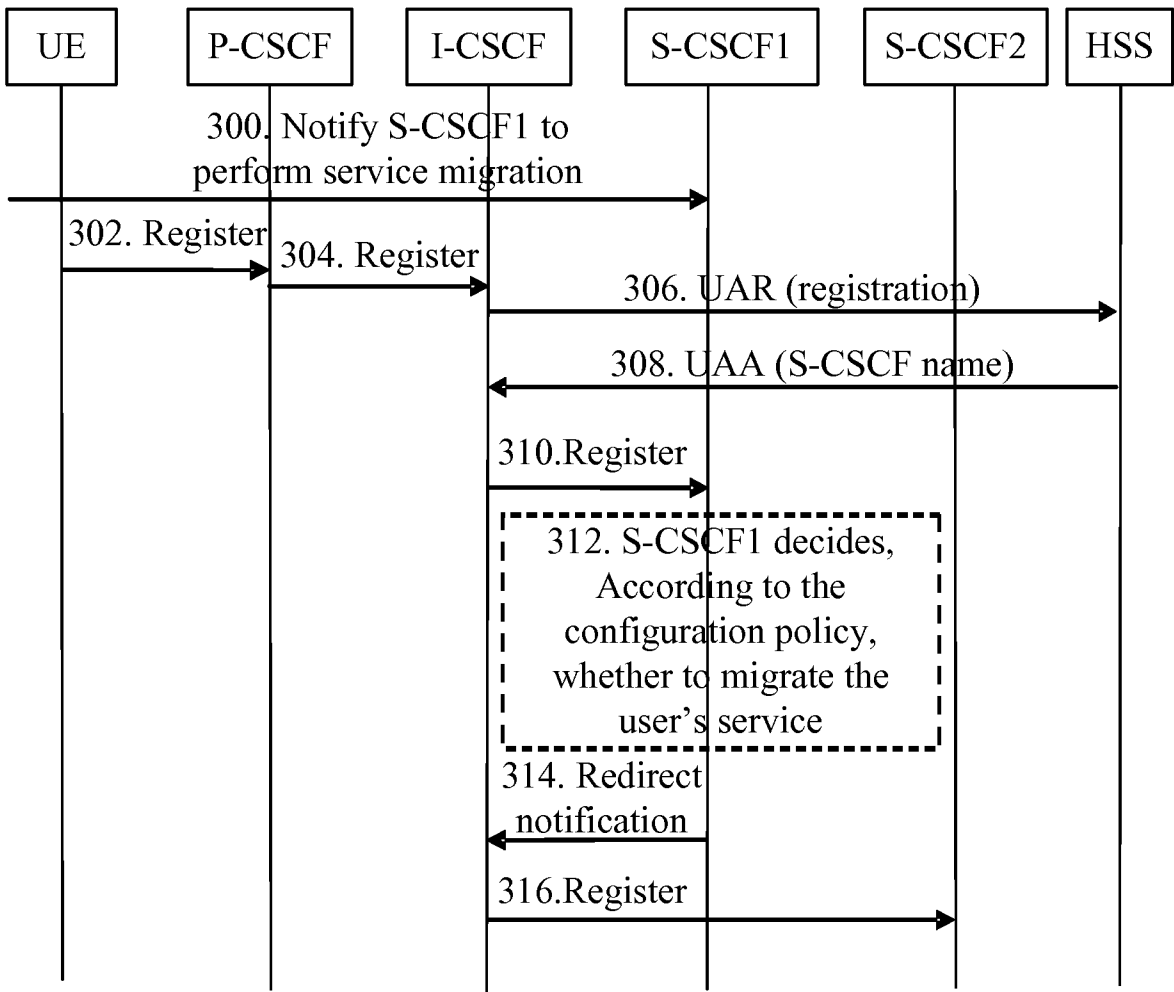 UE P-CSCF I-CSCF S-CSCF1 S-CSCF2 HSS
300. Notify S-CSCF1 to
perform service migration
302. Register
304. Register
306. UAR (registration)
308. UAA (S-CSCF name)
310.Register
312. S-CSCF1 decides,
According to the
configuration policy,
whether to migrate the
user's service
314. Redirect
notification
316.Register